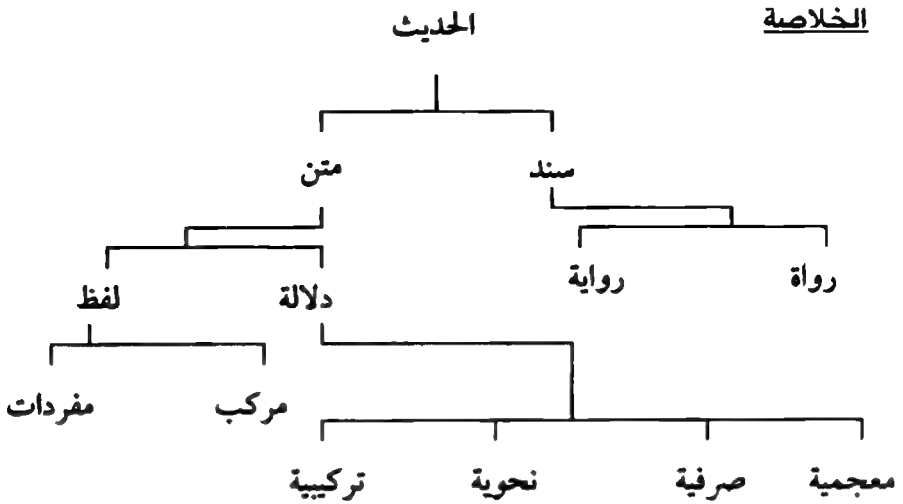 الخلاصة
الحديث
سند متن
رواة رواية دلالة لفظ
مركب مفردات
معجمية صرفية نحوية تركيبية